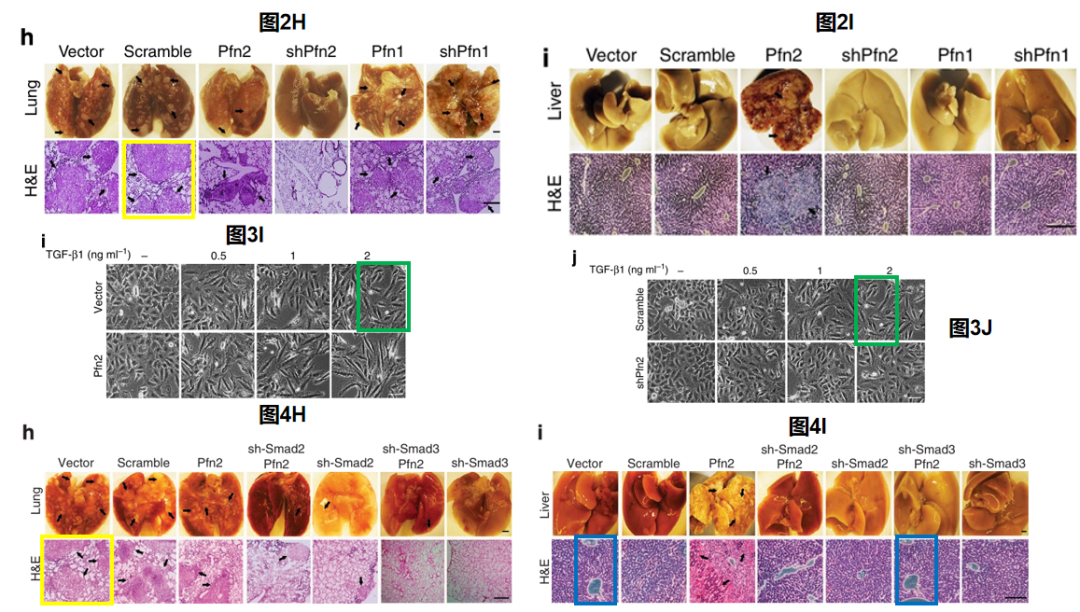 图2H
h
Vector Scramble Pfn2 shPfn2 Pfn1 shPfn1
Lung
H&E
图2I
i
Vector Scramble Pfn2 shPfn2 Pfn1 shPfn1
Liver
H&E
图3I
i
TGF-β1 (ng ml⁻¹) – 0.5 1 2
Vector
Pfn2
j
TGF-β1 (ng ml⁻¹) – 0.5 1 2
Scramble
shPfn2
图3J
图4H
h
sh-Smad2 sh-Smad3
Vector Scramble Pfn2 Pfn2 sh-Smad2 Pfn2 sh-Smad3
Lung
H&E
图4I
i
sh-Smad2 sh-Smad3
Vector Scramble Pfn2 Pfn2 sh-Smad2 Pfn2 sh-Smad3
Liver
H&E